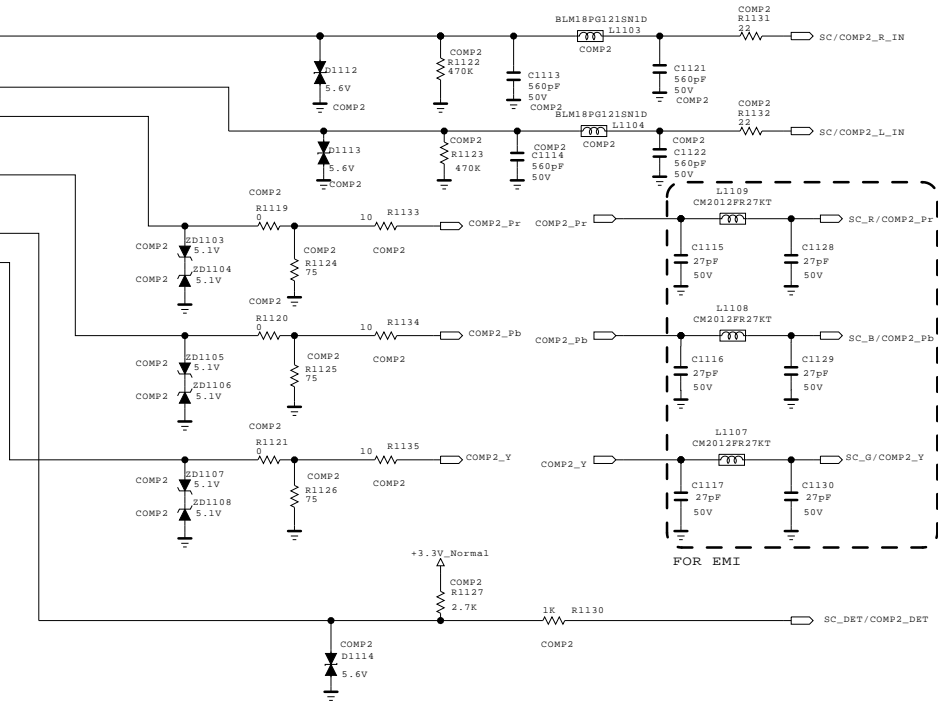 BLM18PG121SN1D
L1103
COMP2
COMP2
R1131
22
SC/COMP2_R_IN
D1112
5.6V
COMP2
COMP2
R1122
470K
C1113
560pF
50V
COMP2
C1121
560pF
50V
COMP2
BLM18PG121SN1D
L1104
COMP2
COMP2
R1132
22
SC/COMP2_L_IN
D1113
5.6V
COMP2
COMP2
R1123
470K
COMP2
C1114
560pF
50V
COMP2
C1122
560pF
50V
COMP2
R1119
0
10 R1133
COMP2
COMP2_Pr
COMP2_Pr
L1109
CM2012FR27KT
SC_R/COMP2_Pr
COMP2
ZD1103
5.1V
COMP2
ZD1104
5.1V
COMP2
R1124
75
C1115
27pF
50V
C1128
27pF
50V
COMP2
R1120
0
10 R1134
COMP2
COMP2_Pb
COMP2_Pb
L1108
CM2012FR27KT
SC_B/COMP2_Pb
COMP2
ZD1105
5.1V
COMP2
ZD1106
5.1V
COMP2
R1125
75
C1116
27pF
50V
C1129
27pF
50V
COMP2
R1121
0
10 R1135
COMP2
COMP2_Y
COMP2_Y
L1107
CM2012FR27KT
SC_G/COMP2_Y
COMP2
ZD1107
5.1V
COMP2
ZD1108
5.1V
COMP2
R1126
75
C1117
27pF
50V
C1130
27pF
50V
FOR EMI
+3.3V_Normal
COMP2
R1127
2.7K
1K R1130
COMP2
SC_DET/COMP2_DET
COMP2
D1114
5.6V